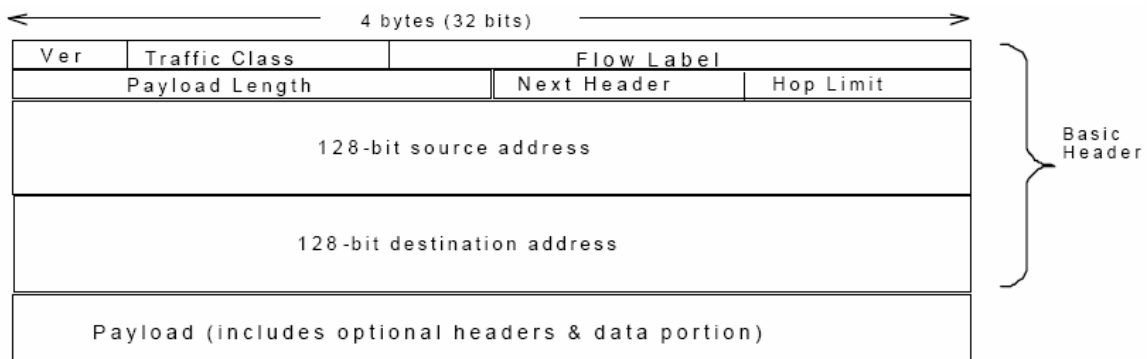 4 bytes (32 bits)
Ver Traffic Class Flow Label
Payload Length Next Header Hop Limit
128-bit source address
Basic
Header
128-bit destination address
Payload (includes optional headers & data portion)